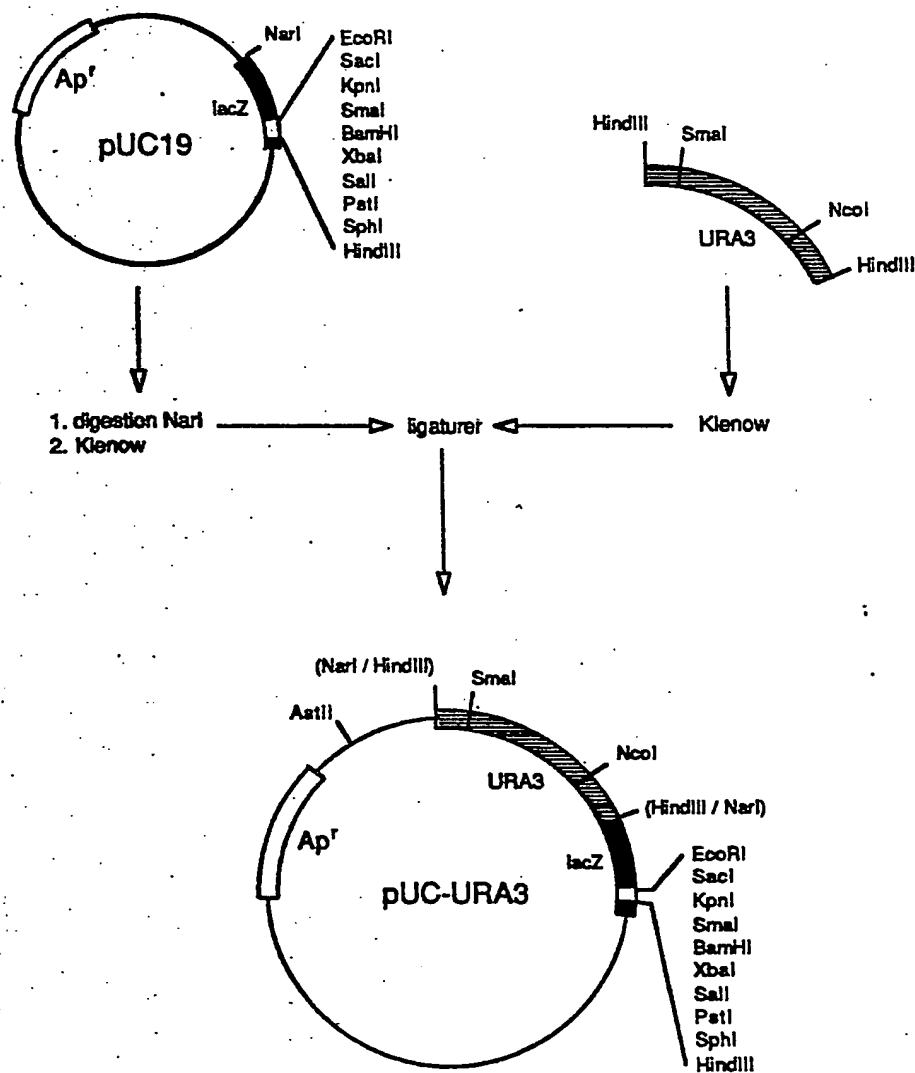 NarI
EcoRI
SacI
KpnI
SmaI
BamHI
XbaI
SalI
PstI
SphI
HindIII
Apʳ
lacZ
pUC19
HindIII
SmaI
NcoI
URA3
HindIII
1. digestion NarI
2. Klenow
ligaturer
Klenow
(NarI / HindIII)
SmaI
AatII
NcoI
URA3
(HindIII / NarI)
Apʳ
lacZ
pUC-URA3
EcoRI
SacI
KpnI
SmaI
BamHI
XbaI
SalI
PstI
SphI
HindIII